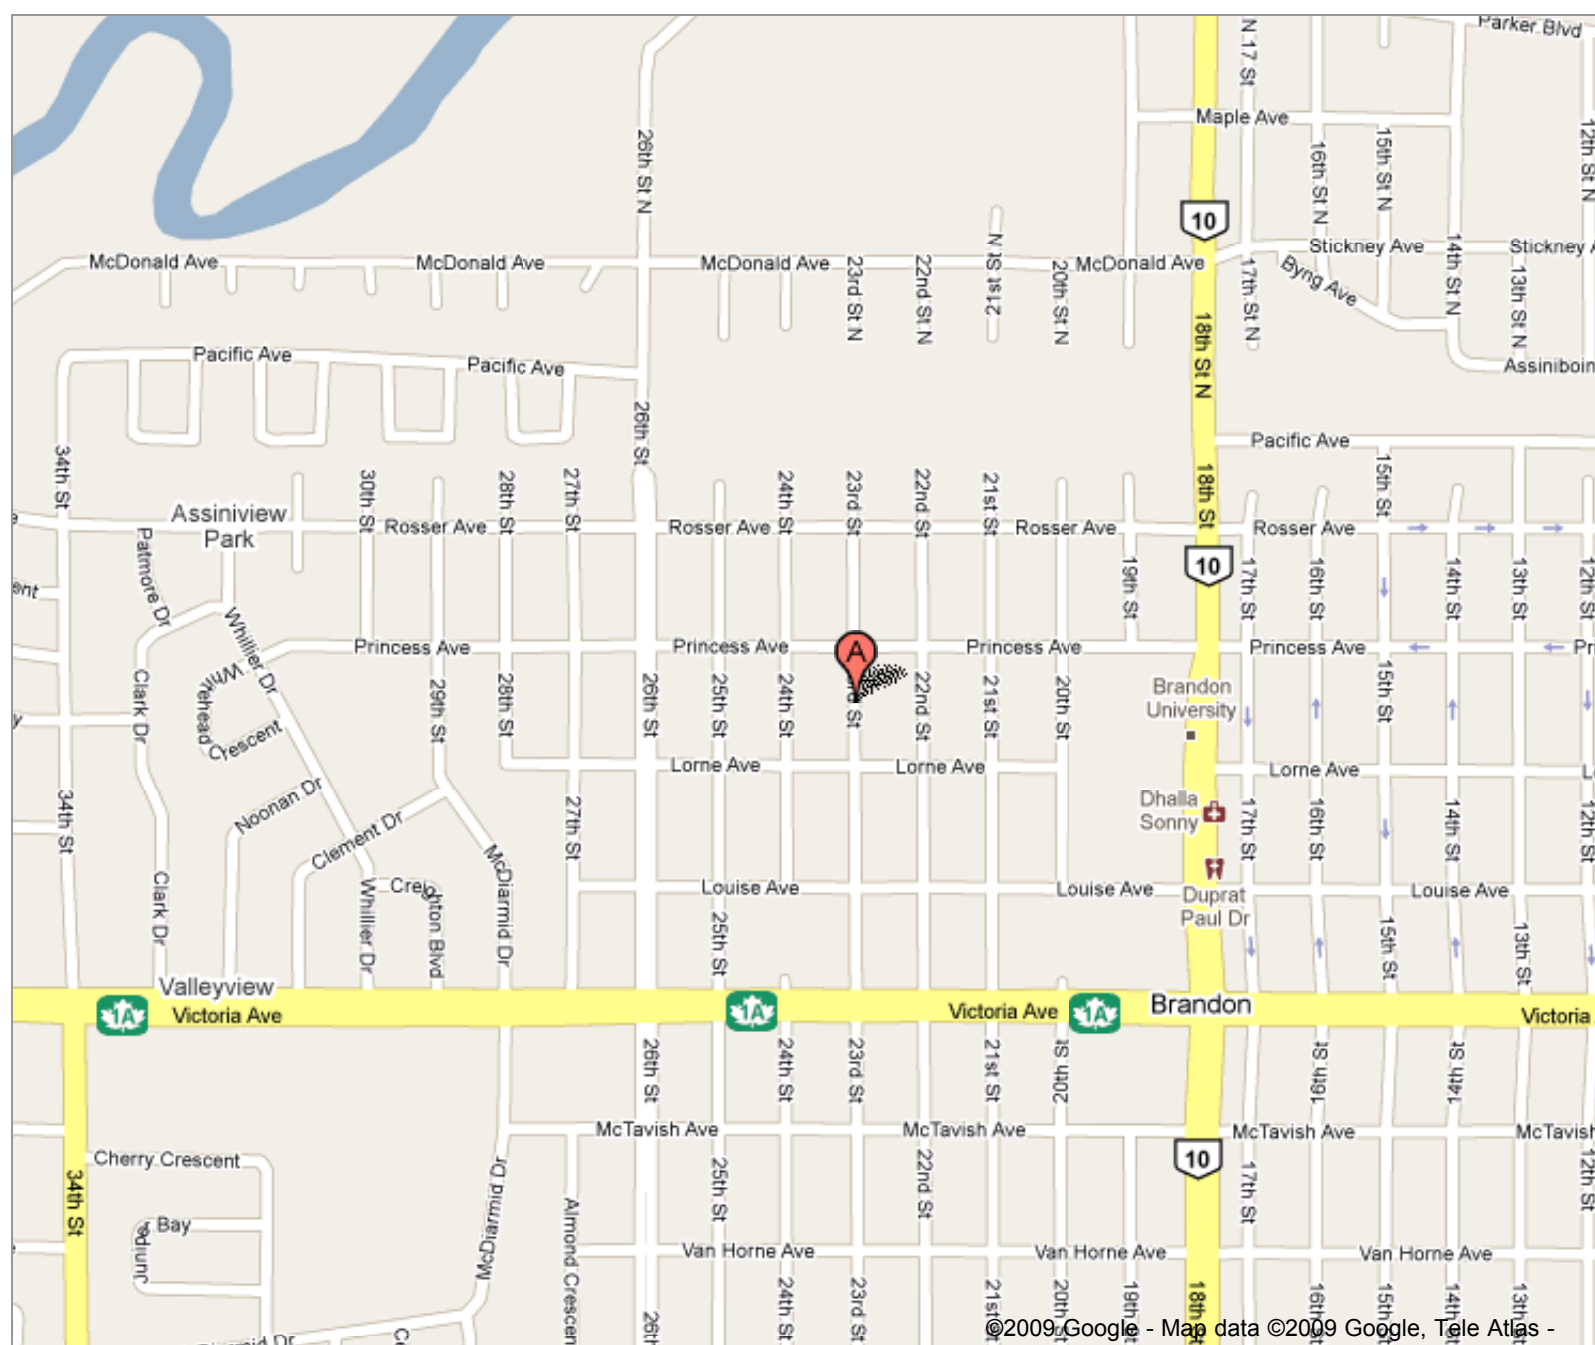 Parker Blvd
N 17 St
Maple Ave
12th St N
26th St N
16th St N
15th St N
10
McDonald Ave
McDonald Ave
McDonald Ave
23rd St N
22nd St N
21st St N
20th St N
McDonald Ave
17th St N
Stickney Ave
Stickney A
14th St N
13th St N
Byng Ave
18th St N
Pacific Ave
Pacific Ave
Assiniboin
26th St
34th St
Pacific Ave
15th St
18th St
Assiniview
Park
30th St
Rosser Ave
28th St
27th St
Rosser Ave
24th St
23rd St
22nd St
21st St
Rosser Ave
Rosser Ave
Patmore Dr
ent
10
19th St
17th St
16th St
14th St
13th St
12th St
Whillier Dr
Princess Ave
Princess Ave
A
Princess Ave
Princess Ave
Pri
Clark Dr
Whitehead
Crescent
29th St
28th St
26th St
25th St
24th St
rd St
22nd St
21st St
20th St
Brandon
University
15th St
Lorne Ave
Lorne Ave
Lorne Ave
L
Noonan Dr
34th St
Clement Dr
27th St
Dhalla
Sonny
17th St
16th St
14th St
12th St
McDiarmid Dr
Clark Dr
Whillier Dr
Creighton Blvd
Louise Ave
Louise Ave
Louise Ave
Duprat
Paul Dr
25th St
15th St
13th St
Valleyview
1A
Victoria Ave
1A
Victoria Ave
1A
Brandon
Victoria
26th St
24th St
23rd St
21st St
20th St
16th St
14th St
McTavish Ave
McTavish Ave
McTavish Ave
McTavish
Cherry Crescent
34th St
McDiarmid Dr
25th St
22nd St
10
17th St
12th St
Juniper
Bay
Almond Crescen
Van Horne Ave
Van Horne Ave
Van Horne Ave
26th
24th St
23rd St
21st St
20th St
19th St
18th St
16th St
15th St
14th St
13th St
©2009 Google - Map data ©2009 Google, Tele Atlas -